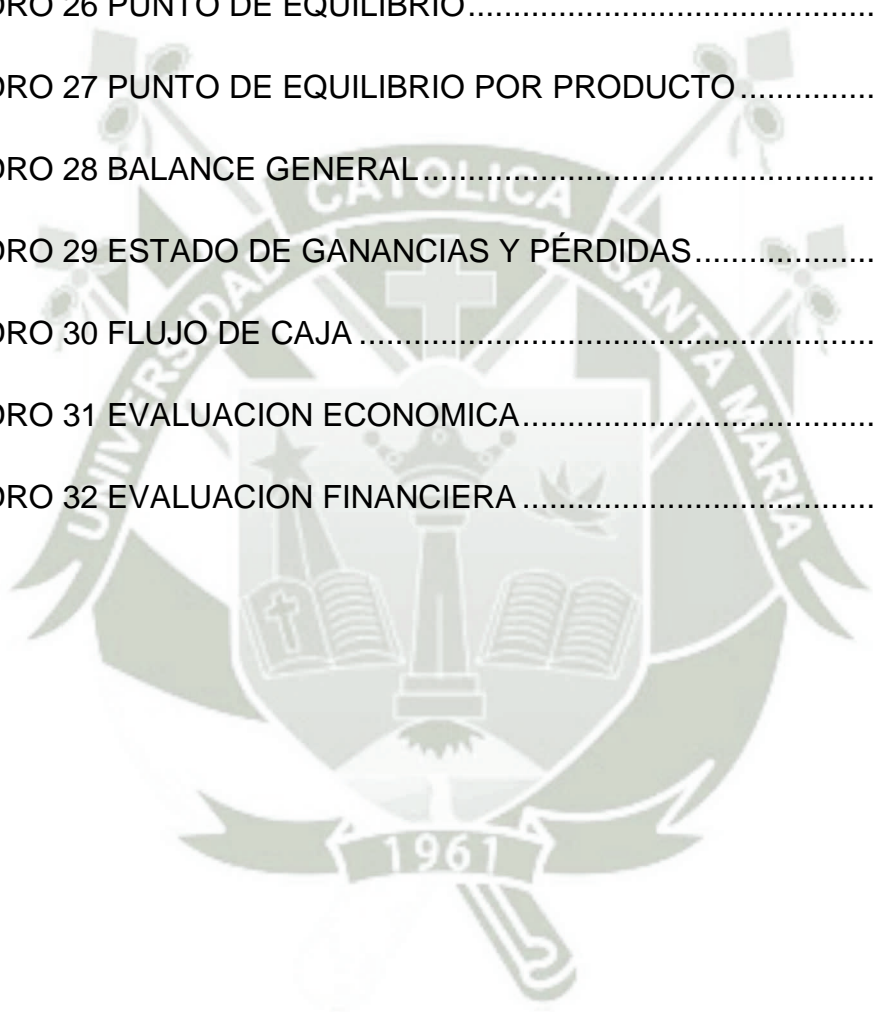 DRO 26 PUNTO DE EQUILIBRIO..............................................
DRO 27 PUNTO DE EQUILIBRIO POR PRODUCTO...............
DRO 28 BALANCE GENERAL..................................................
DRO 29 ESTADO DE GANANCIAS Y PÉRDIDAS....................
DRO 30 FLUJO DE CAJA.........................................................
DRO 31 EVALUACION ECONOMICA.......................................
DRO 32 EVALUACION FINANCIERA.......................................
UNIVERSIDAD CATOLICA SANTA MARIA
1961